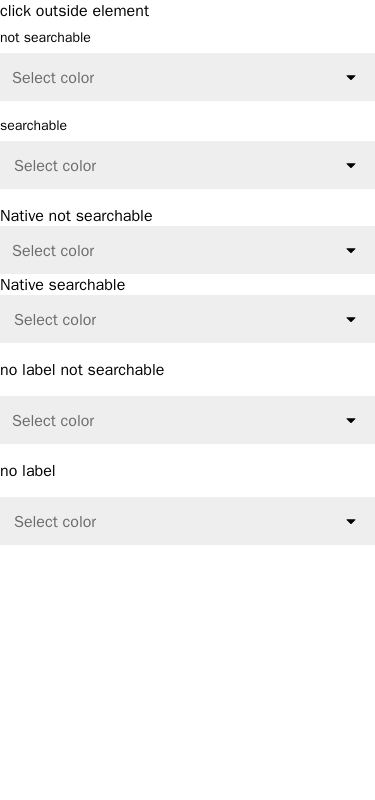 click outside element
not searchable
Select color
searchable
Select color
Native not searchable
Select color
Native searchable
Select color
no label not searchable
Select color
no label
Select color